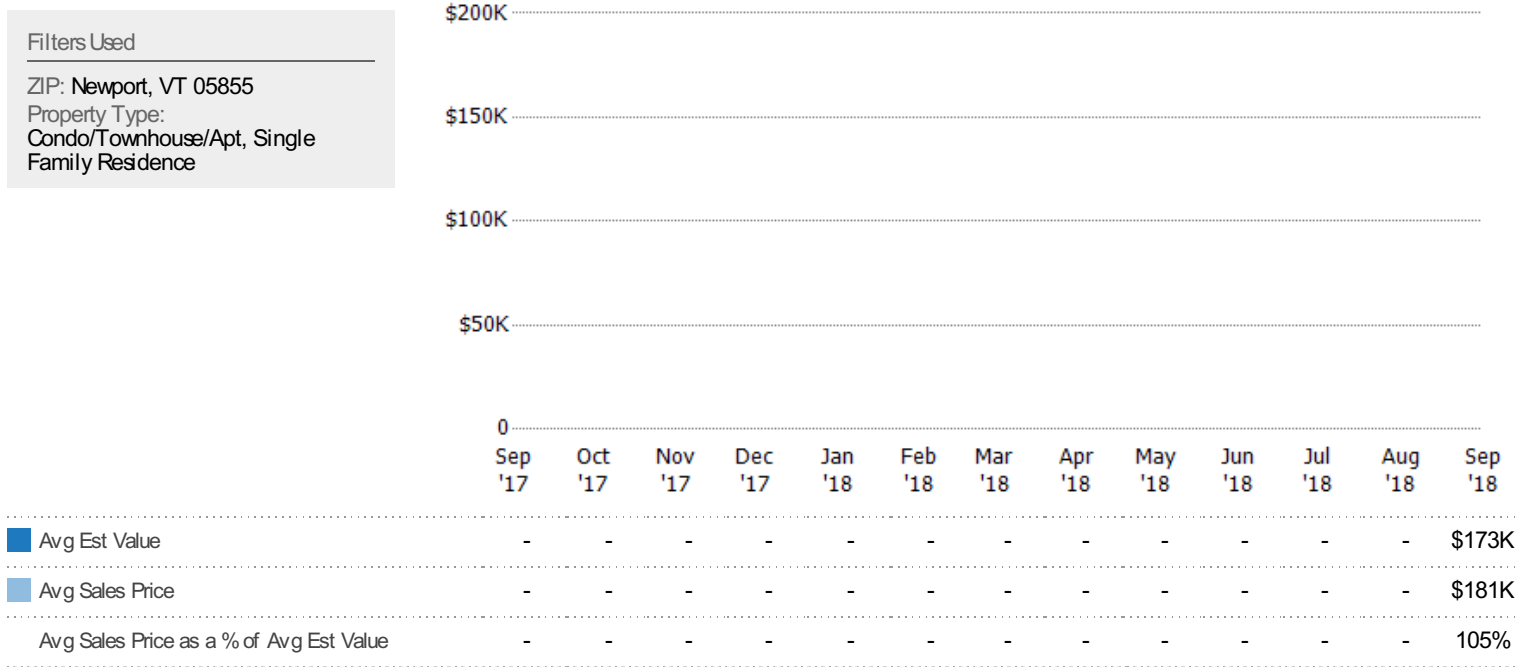 Filters Used
ZIP: Newport, VT 05855
Property Type:
Condo/Townhouse/Apt, Single
Family Residence
$200K
$150K
$100K
$50K
0
Sep Oct Nov Dec Jan Feb Mar Apr May Jun Jul Aug Sep
'17 '17 '17 '17 '18 '18 '18 '18 '18 '18 '18 '18 '18
Avg Est Value - - - - - - - - - - - - $173K
Avg Sales Price - - - - - - - - - - - - $181K
Avg Sales Price as a % of Avg Est Value - - - - - - - - - - - - 105%